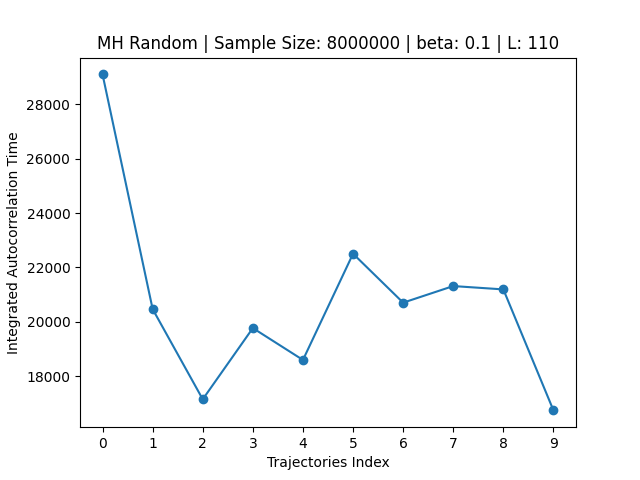 MH Random | Sample Size: 8000000 | beta: 0.1 | L: 110
Integrated Autocorrelation Time
28000
26000
24000
22000
20000
18000
0 1 2 3 4 5 6 7 8 9
Trajectories Index